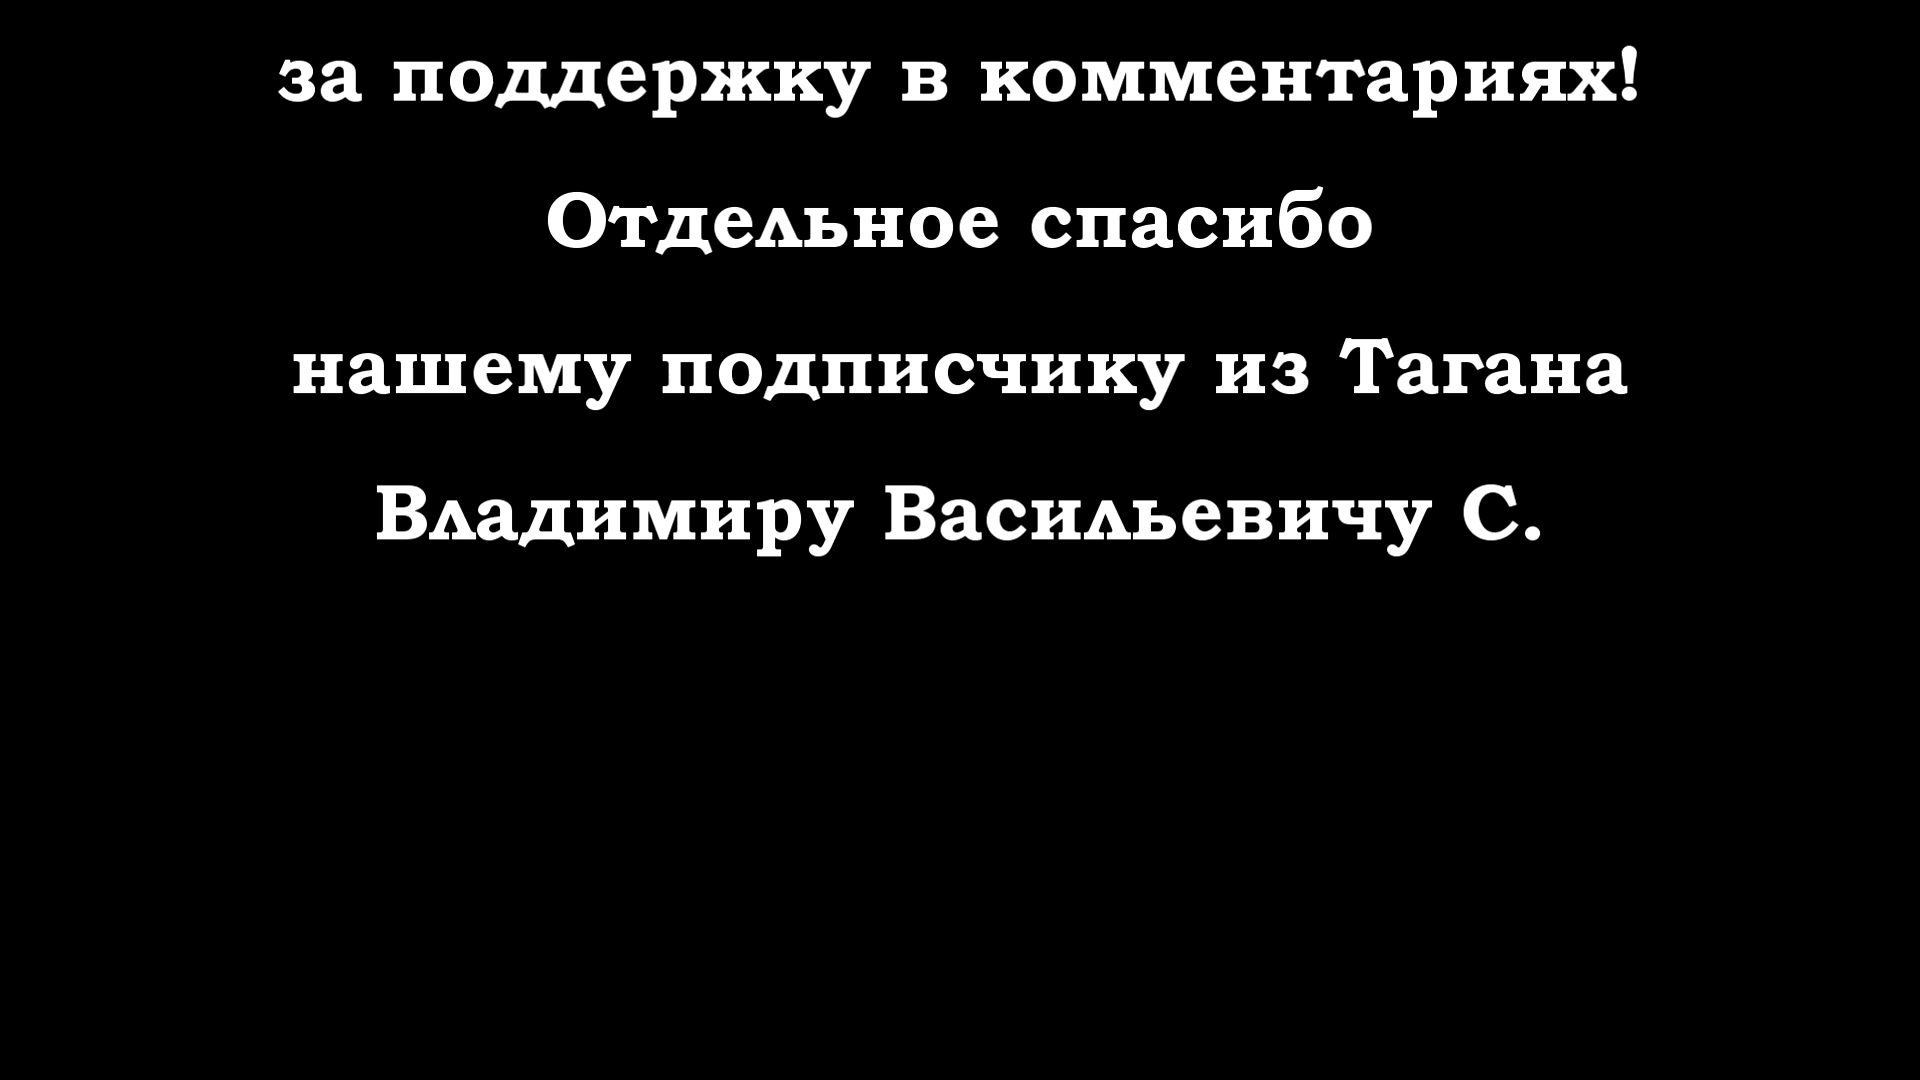 за поддержку в комментариях!
Отдельное спасибо
нашему подписчику из Тагана
Владимиру Васильевичу С.